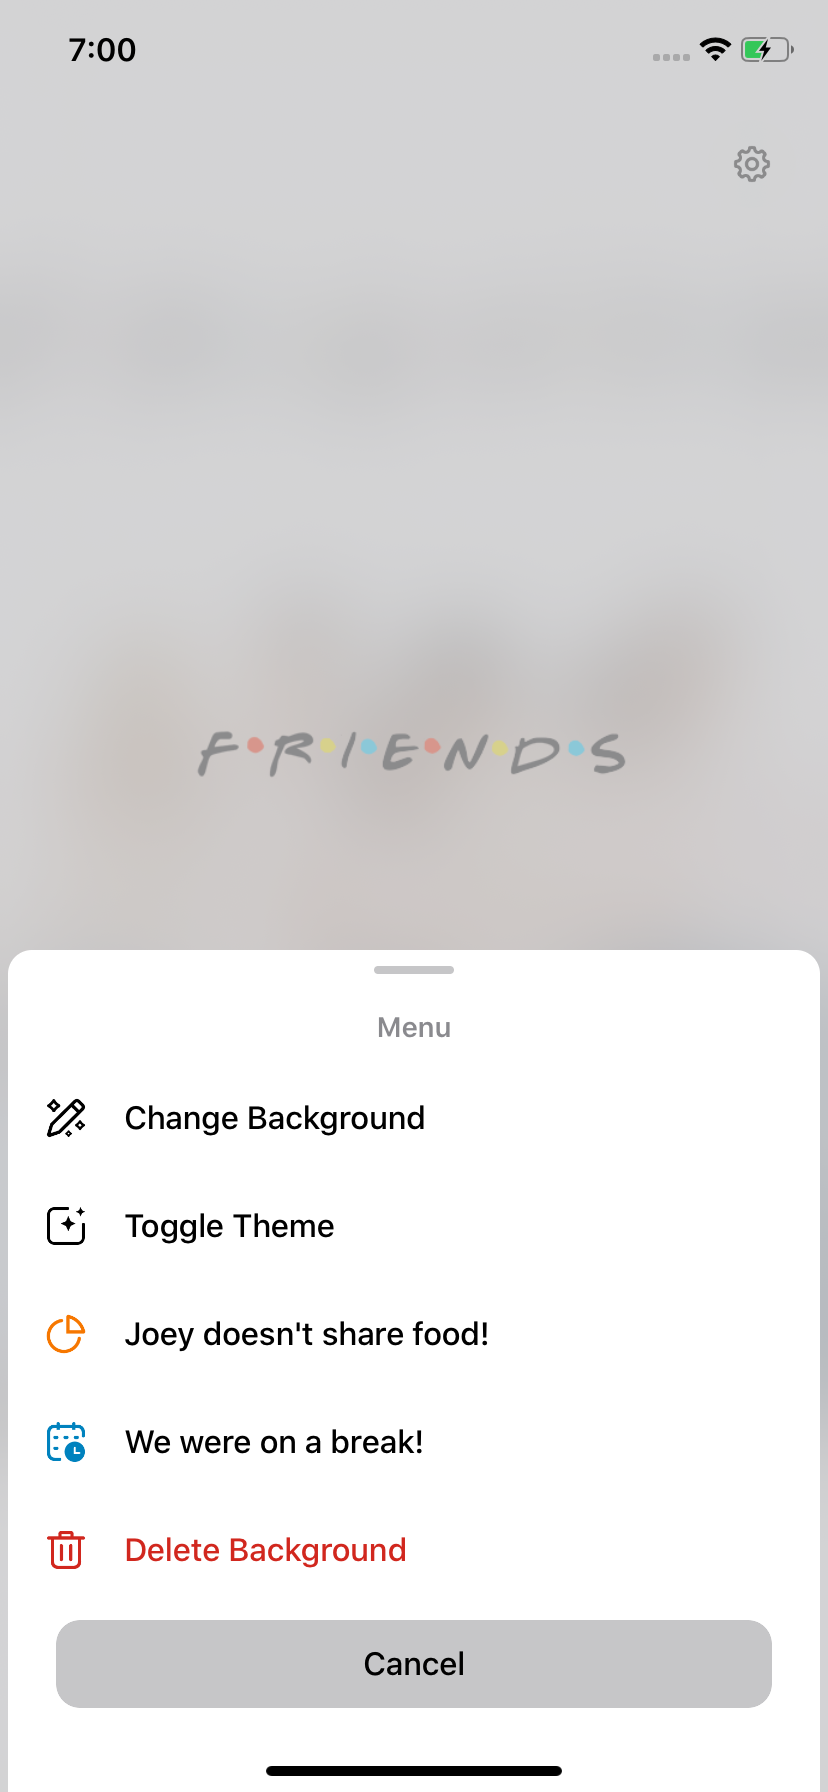 7:00
F•R•I•E•N•D•S
Menu
Change Background
Toggle Theme
Joey doesn't share food!
We were on a break!
Delete Background
Cancel